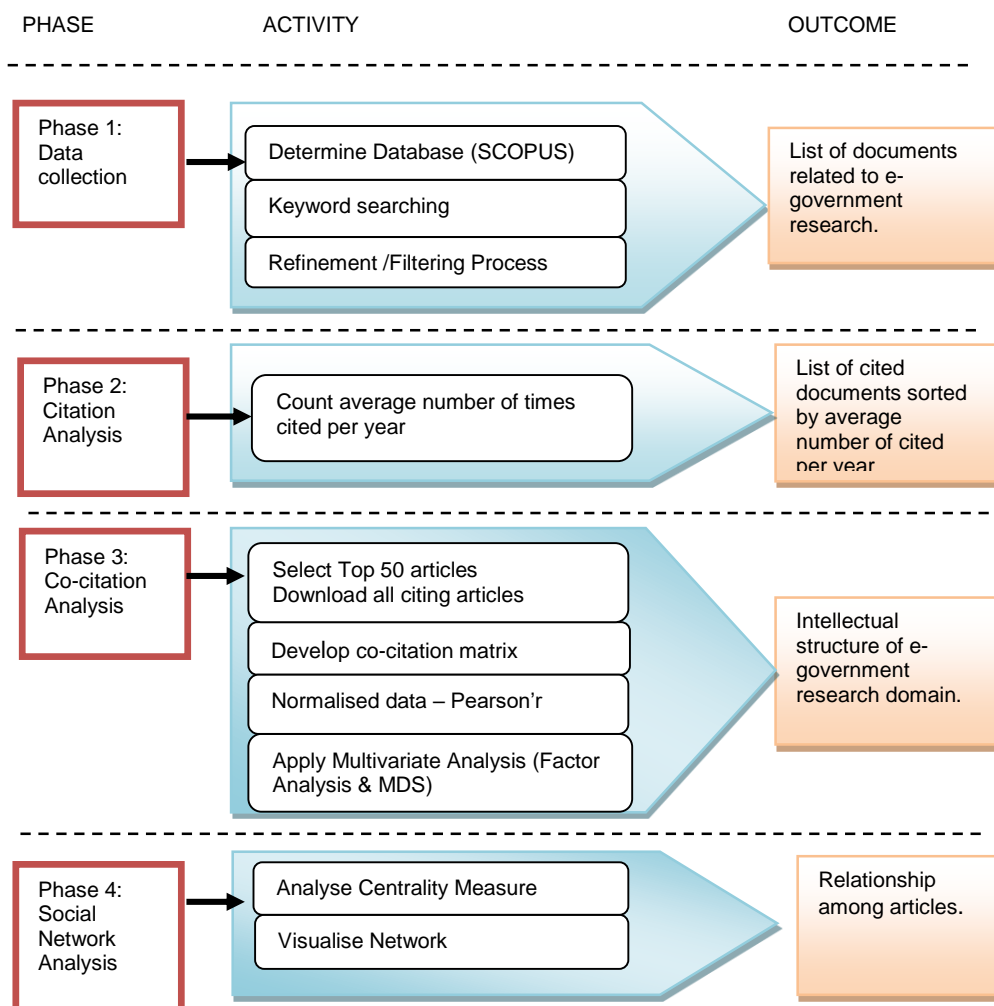 PHASE
ACTIVITY
OUTCOME
Phase 1:
Data
collection
Determine Database (SCOPUS)
Keyword searching
Refinement /Filtering Process
List of documents
related to e-
government
research.
Phase 2:
Citation
Analysis
Count average number of times
cited per year
List of cited
documents sorted
by average
number of cited
per year
Phase 3:
Co-citation
Analysis
Select Top 50 articles
Download all citing articles
Develop co-citation matrix
Normalised data – Pearson'r
Apply Multivariate Analysis (Factor
Analysis & MDS)
Intellectual
structure of e-
government
research domain.
Phase 4:
Social
Network
Analysis
Analyse Centrality Measure
Visualise Network
Relationship
among articles.